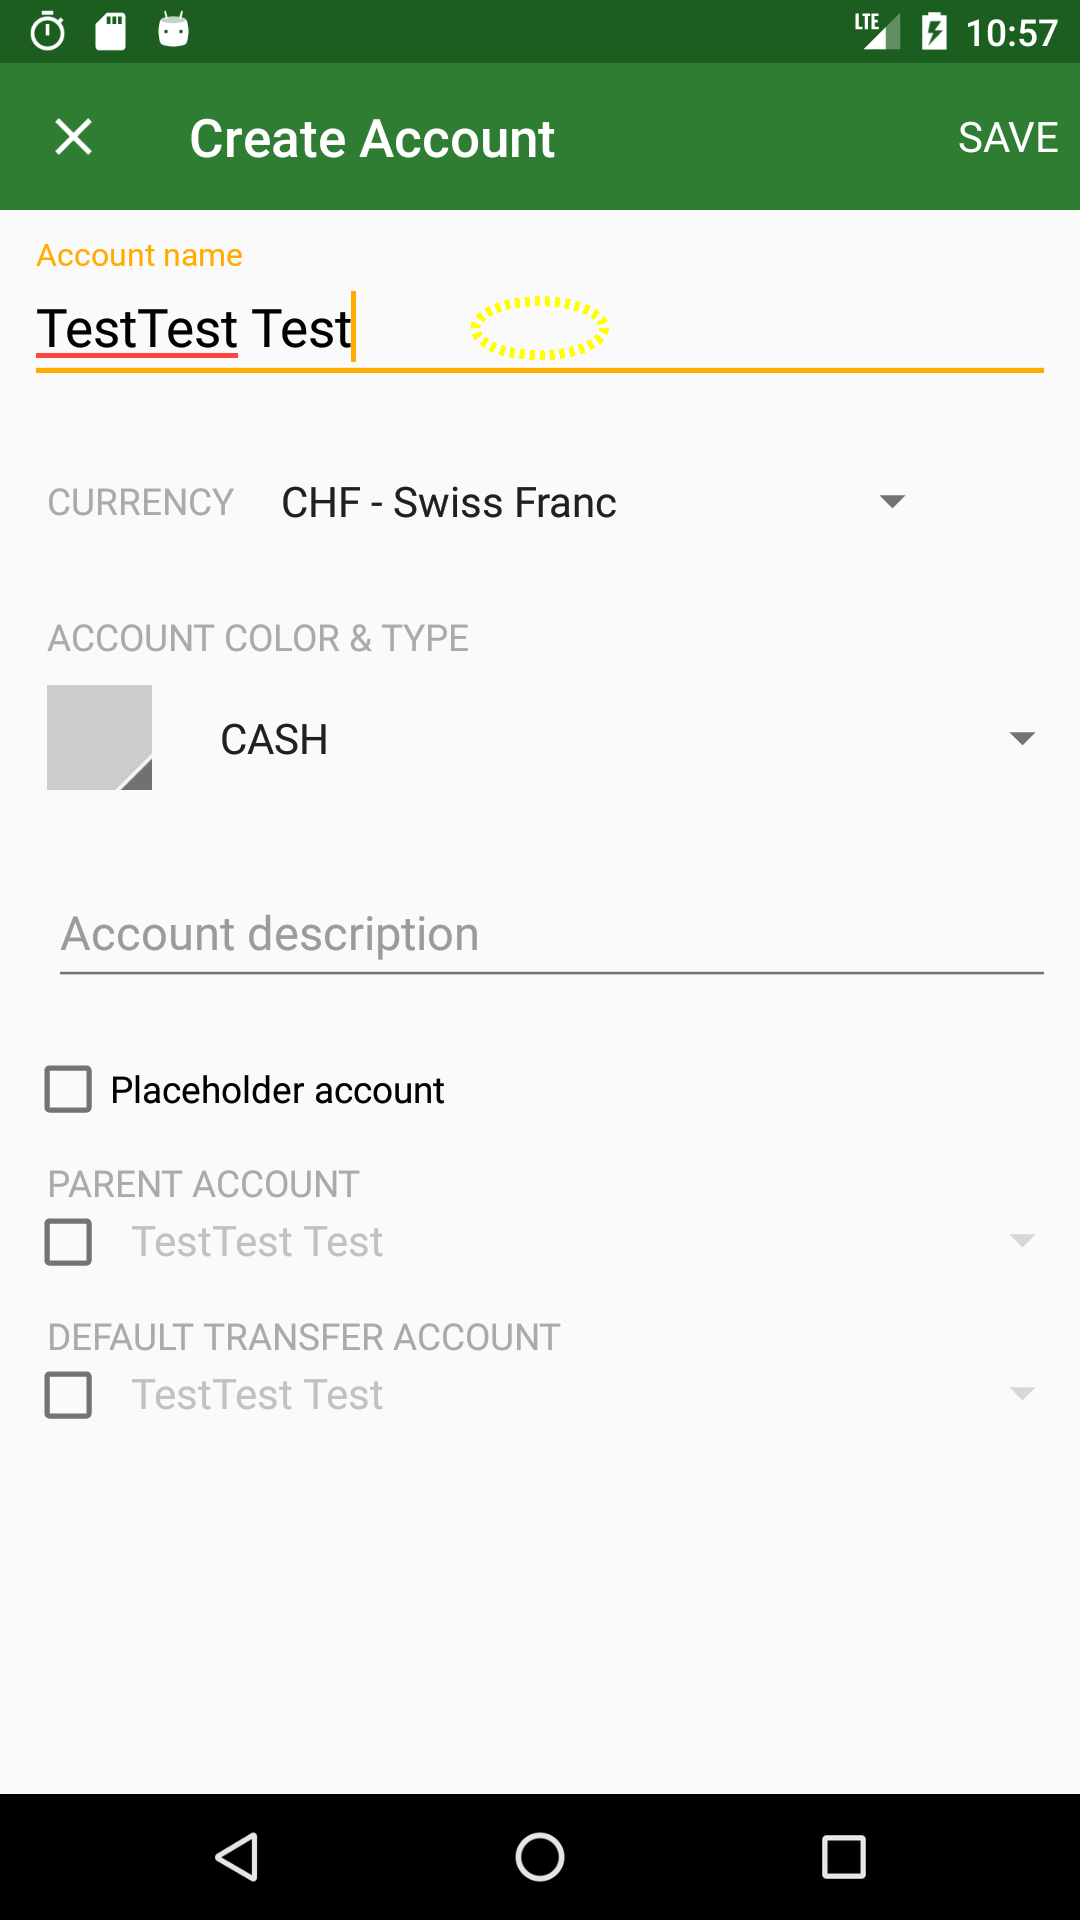 LTE 10:57
Create Account SAVE
Account name
TestTest Test
CURRENCY CHF - Swiss Franc
ACCOUNT COLOR & TYPE
CASH
Account description
Placeholder account
PARENT ACCOUNT
TestTest Test
DEFAULT TRANSFER ACCOUNT
TestTest Test